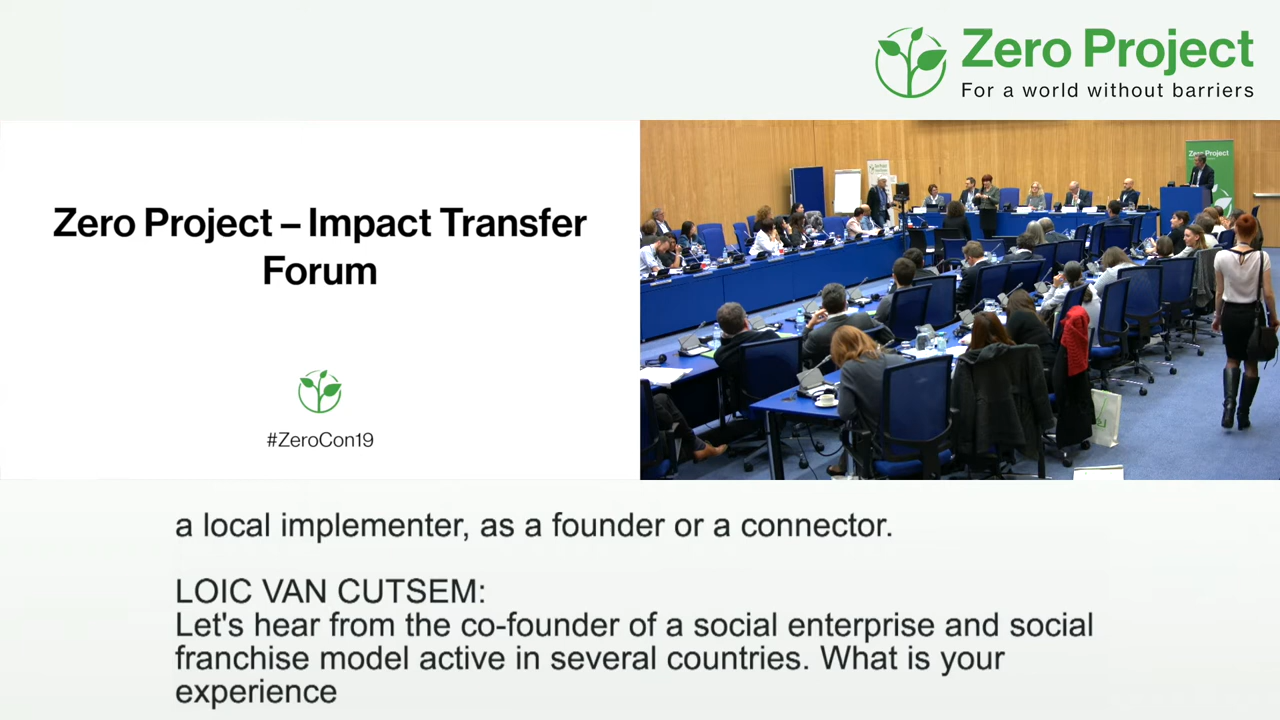 Zero Project
For a world without barriers
Zero Project – Impact Transfer
Forum
#ZeroCon19
Zero Project
a local implementer, as a founder or a connector.
LOIC VAN CUTSEM:
Let's hear from the co-founder of a social enterprise and social
franchise model active in several countries. What is your
experience